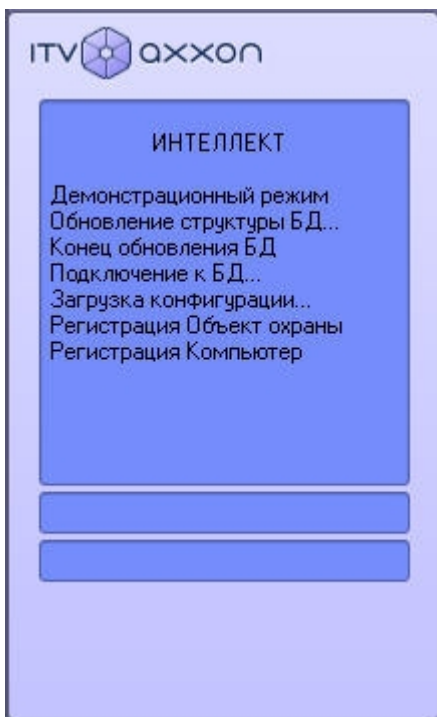 ITV axxon
ИНТЕЛЛЕКТ
Демонстрационный режим
Обновление структуры БД...
Конец обновления БД
Подключение к БД...
Загрузка конфигурации...
Регистрация Объект охраны
Регистрация Компьютер